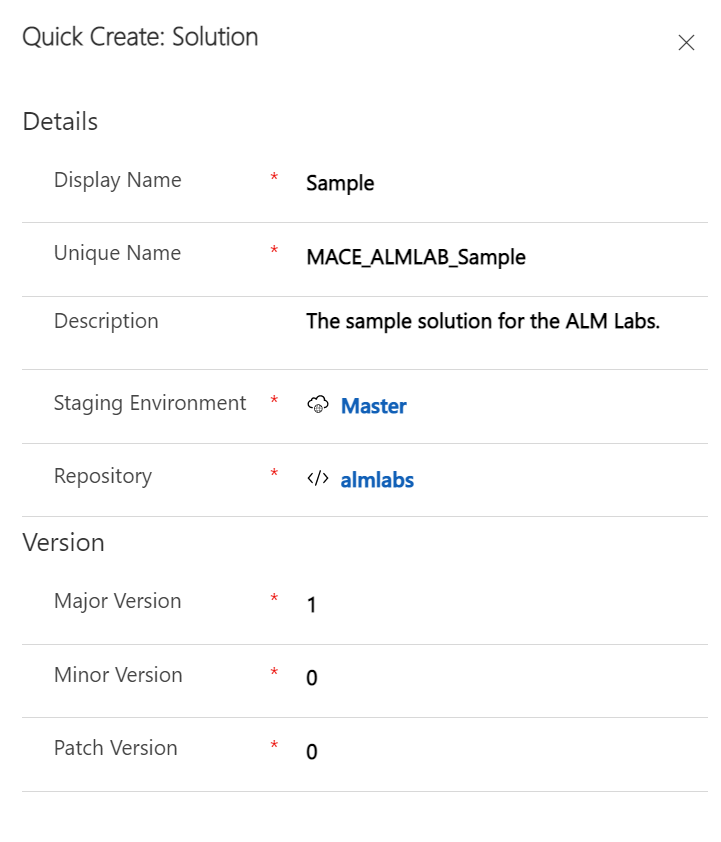 Quick Create: Solution
Details
Display Name * Sample
Unique Name * MACE_ALMLAB_Sample
Description The sample solution for the ALM Labs.
Staging Environment * Master
Repository * </> almlabs
Version
Major Version * 1
Minor Version * 0
Patch Version * 0